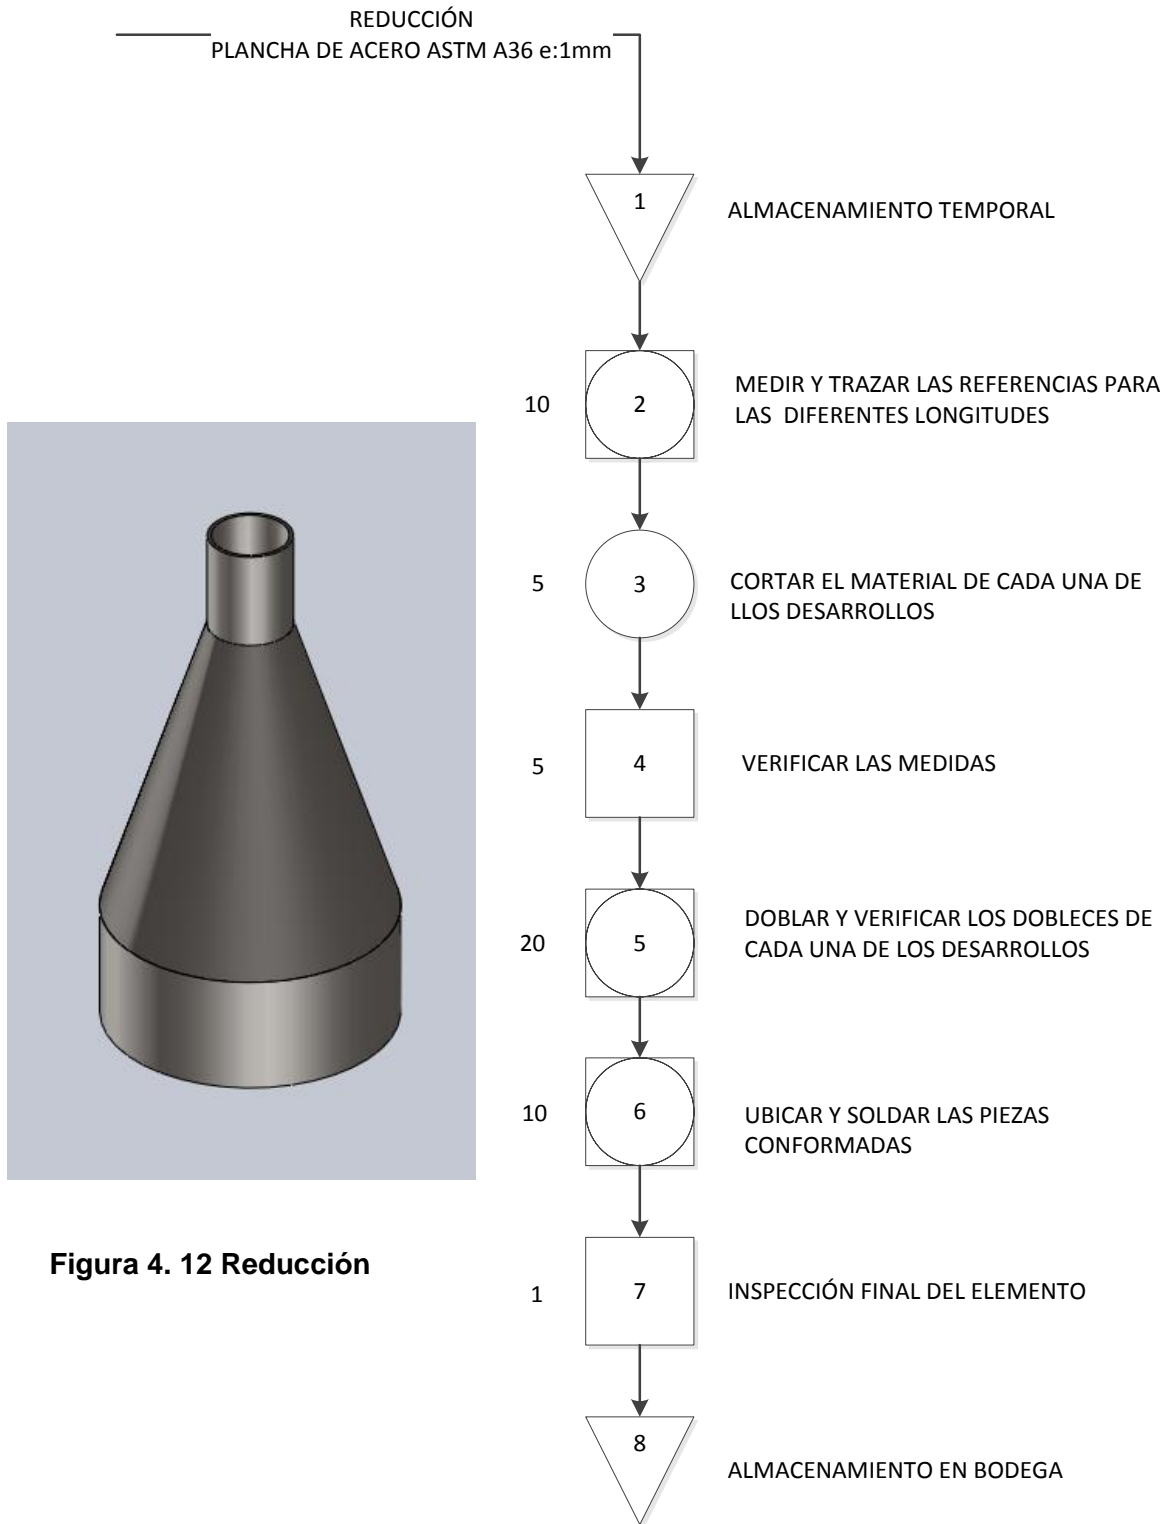 REDUCCIÓN
PLANCHA DE ACERO ASTM A36 e:1mm
1
ALMACENAMIENTO TEMPORAL
10
2
MEDIR Y TRAZAR LAS REFERENCIAS PARA
LAS DIFERENTES LONGITUDES
5
3
CORTAR EL MATERIAL DE CADA UNA DE
LLOS DESARROLLOS
5
4
VERIFICAR LAS MEDIDAS
20
5
DOBLAR Y VERIFICAR LOS DOBLECES DE
CADA UNA DE LOS DESARROLLOS
10
6
UBICAR Y SOLDAR LAS PIEZAS
CONFORMADAS
1
7
INSPECCIÓN FINAL DEL ELEMENTO
8
ALMACENAMIENTO EN BODEGA
Figura 4. 12 Reducción